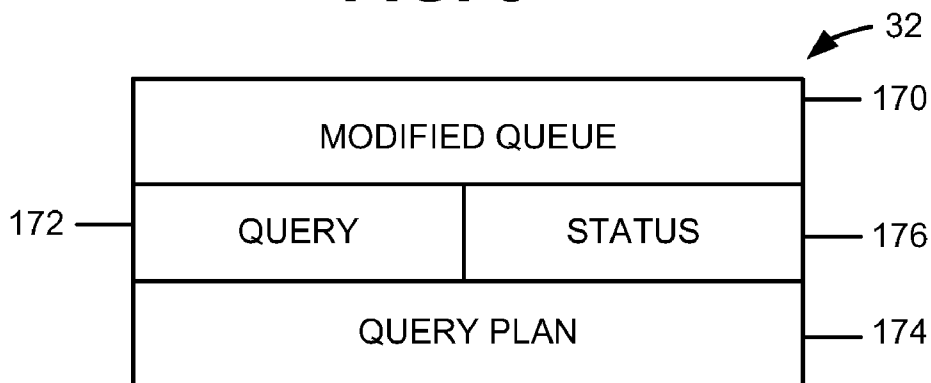 32
170
MODIFIED QUEUE
172
QUERY
STATUS
176
QUERY PLAN
174